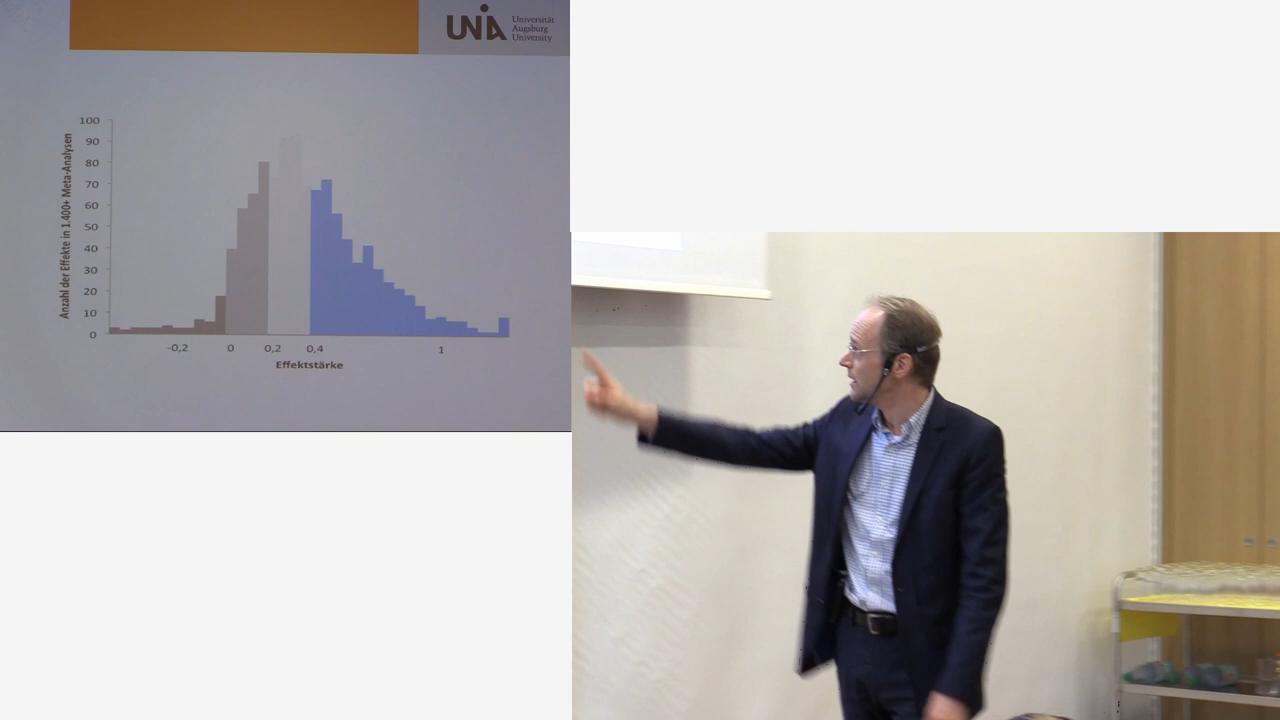 UNIA
Universität
Augsburg
University
Anzahl der Effekte in 1.400+ Meta-Analysen
100
90
80
70
60
50
40
30
20
10
0
-0,2
0
0,2
0,4
1
Effektstärke